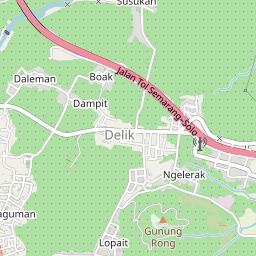 Susukan
Jalan Tol Semarang-Solo
Boak
Daleman
Dampit
Delik
Ngelerak
Gunung
Rong
Lopait